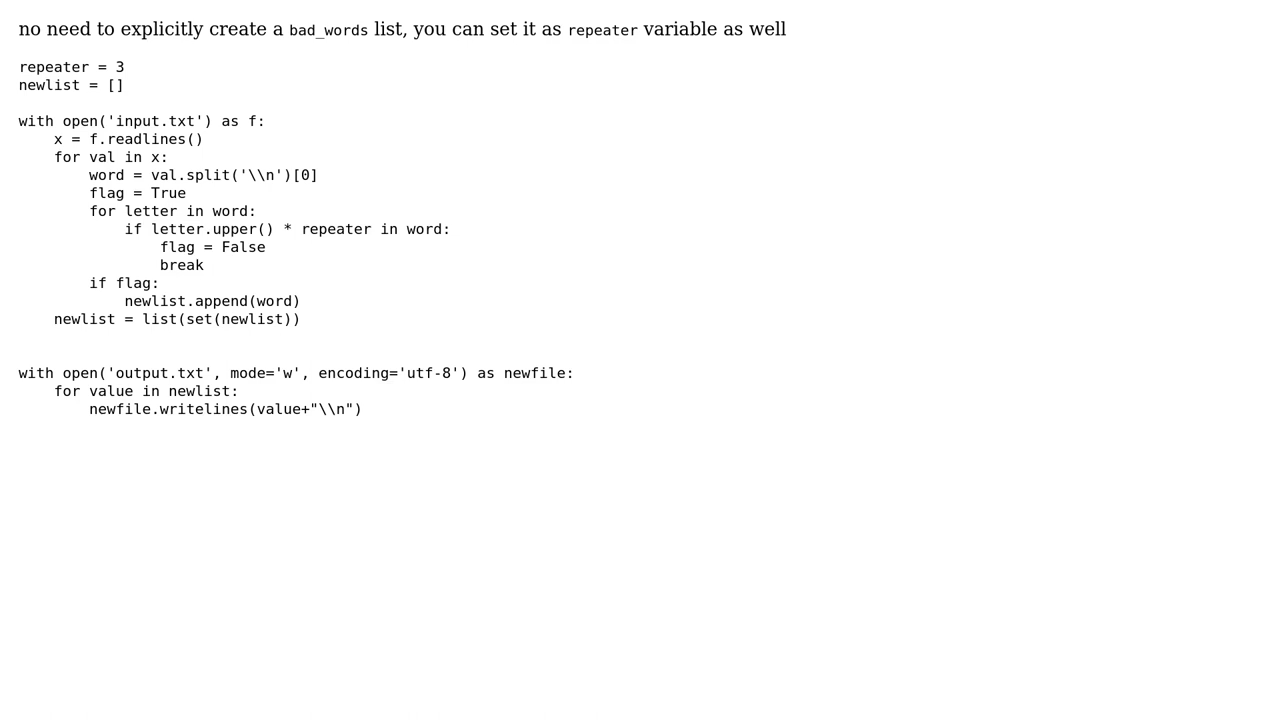 no need to explicitly create a bad_words list, you can set it as repeater variable as well
repeater = 3
newlist = []
with open('input.txt') as f:
    x = f.readlines()
    for val in x:
        word = val.split('\\n')[0]
        flag = True
        for letter in word:
            if letter.upper() * repeater in word:
                flag = False
                break
        if flag:
            newlist.append(word)
    newlist = list(set(newlist))
with open('output.txt', mode='w', encoding='utf-8') as newfile:
    for value in newlist:
        newfile.writelines(value+"\\n")